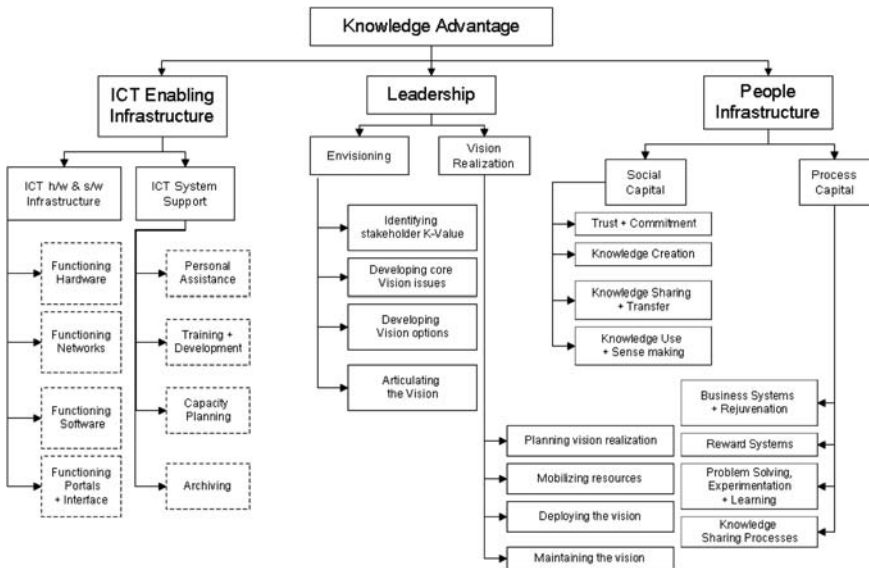 Knowledge Advantage
ICT Enabling
Infrastructure
Leadership
People
Infrastructure
Envisioning
Vision
Realization
ICT h/w & s/w
Infrastructure
ICT System
Support
Social
Capital
Process
Capital
Functioning
Hardware
Functioning
Networks
Functioning
Software
Functioning
Portals
+ Interface
Personal
Assistance
Training +
Development
Capacity
Planning
Archiving
Identifying
stakeholder K-Value
Developing core
Vision issues
Developing
Vision options
Articulating
the Vision
Planning vision realization
Mobilizing resources
Deploying the vision
Maintaining the vision
Trust + Commitment
Knowledge Creation
Knowledge Sharing
+ Transfer
Knowledge Use
+ Sense making
Business Systems
+ Rejuvenation
Reward Systems
Problem Solving,
Experimentation
+ Learning
Knowledge
Sharing Processes